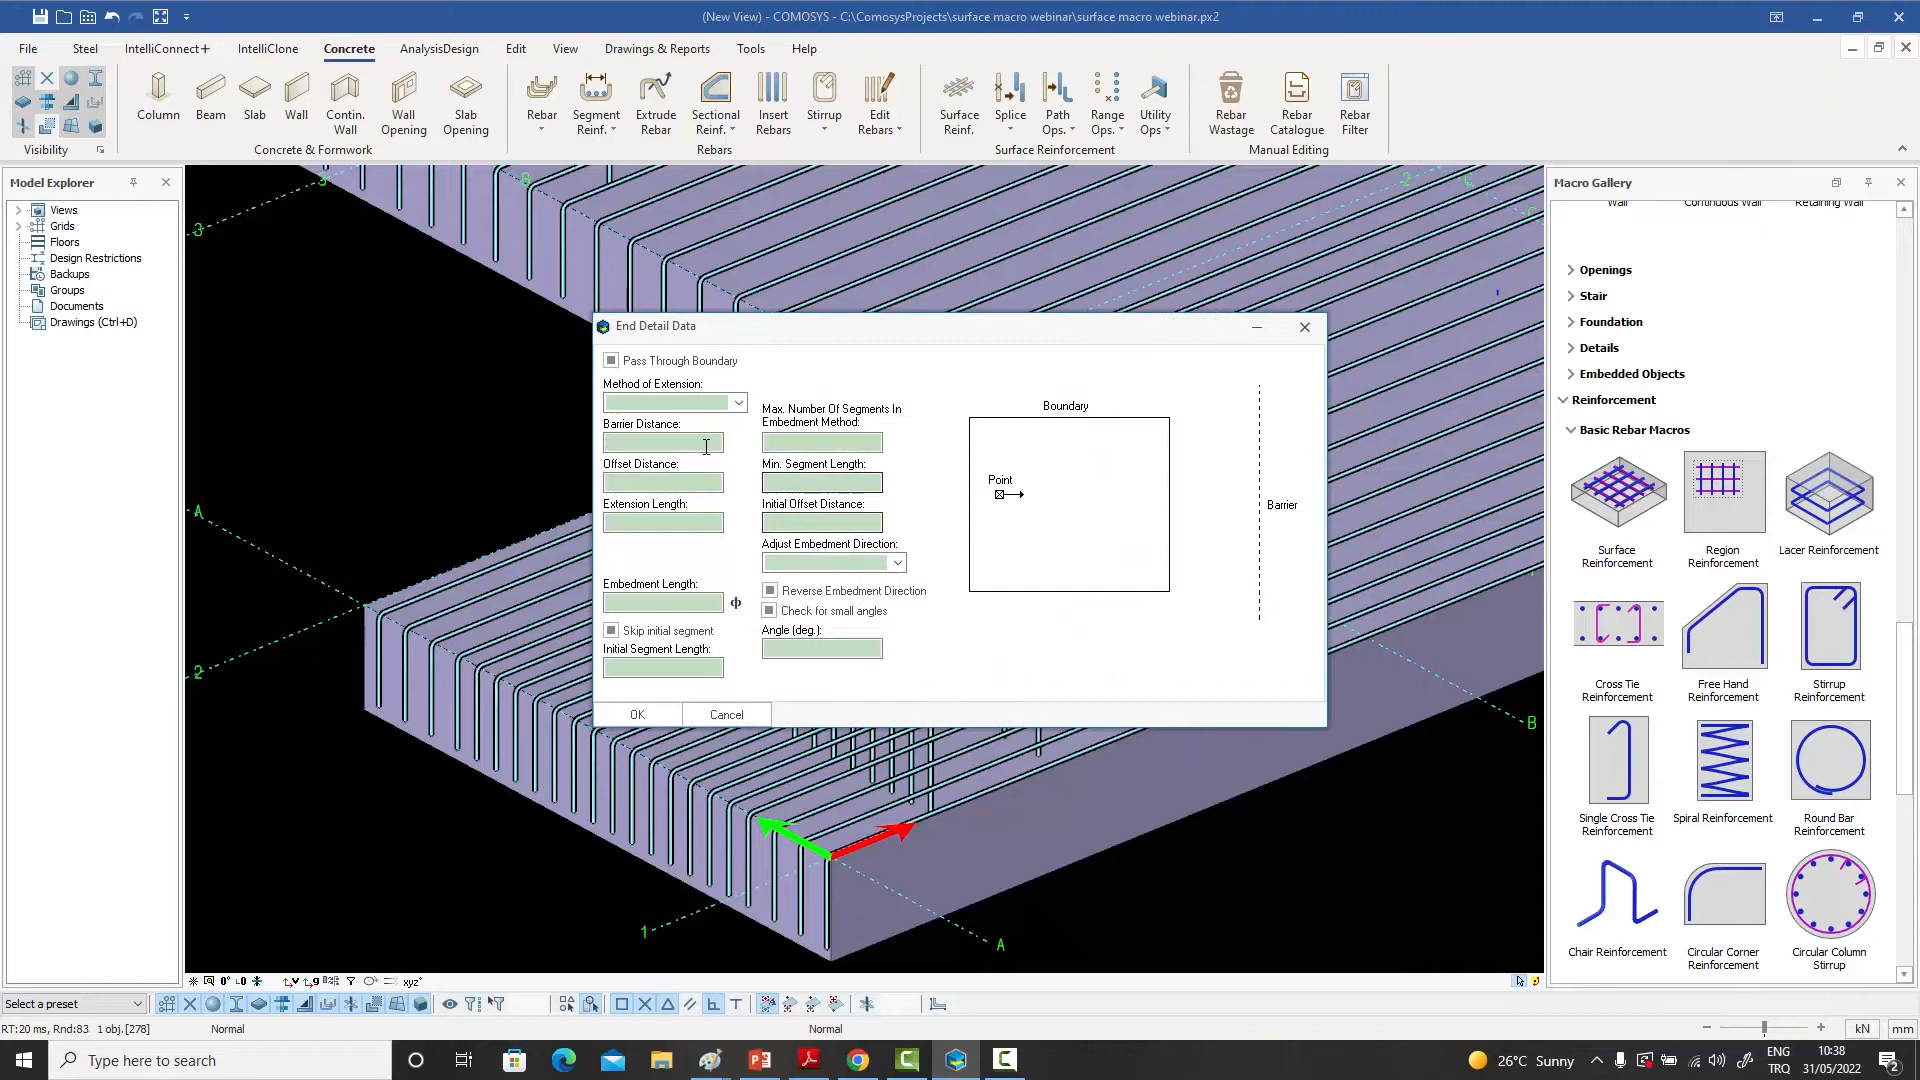 (New View) - COMOSYS - C:\ComosysProjects\surface macro webinar\surface macro webinar.px2
File Steel IntelliConnect+ IntelliClone Concrete AnalysisDesign Edit View Drawings & Reports Tools Help
Column Beam Slab Wall Contin. Wall Wall Opening Slab Opening
Rebar Segment Reinf. Extrude Rebar Sectional Reinf. Insert Rebars Stirrup Edit Rebars
Surface Reinf. Splice Path Ops. Range Ops. Utility Ops
Rebar Wastage Rebar Catalogue Rebar Filter
Visibility Concrete & Formwork Rebars Surface Reinforcement Manual Editing
Model Explorer
Views
Grids
Floors
Design Restrictions
Backups
Groups
Documents
Drawings (Ctrl+D)
3 B 2 C
3
C
A
2
1
A
B
End Detail Data
Pass Through Boundary
Method of Extension:
Barrier Distance:
Offset Distance:
Extension Length:
Embedment Length:
ф
Skip initial segment
Initial Segment Length:
Max. Number Of Segments In
Embedment Method:
Min. Segment Length:
Initial Offset Distance:
Adjust Embedment Direction:
Reverse Embedment Direction
Check for small angles
Angle (deg.):
Boundary
Point
Barrier
OK Cancel
Macro Gallery
Wall Continuous Wall Retaining Wall
Openings
Stair
Foundation
Details
Embedded Objects
Reinforcement
Basic Rebar Macros
Surface Reinforcement
Region Reinforcement
Lacer Reinforcement
Cross Tie Reinforcement
Free Hand Reinforcement
Stirrup Reinforcement
Single Cross Tie Reinforcement
Spiral Reinforcement
Round Bar Reinforcement
Chair Reinforcement
Circular Corner Reinforcement
Circular Column Stirrup
xyz
Select a preset
RT:20 ms, Rnd:83 1 obj.[278] Normal Normal kN mm
Type here to search
26°C Sunny
ENG
TRQ
10:38
31/05/2022
2